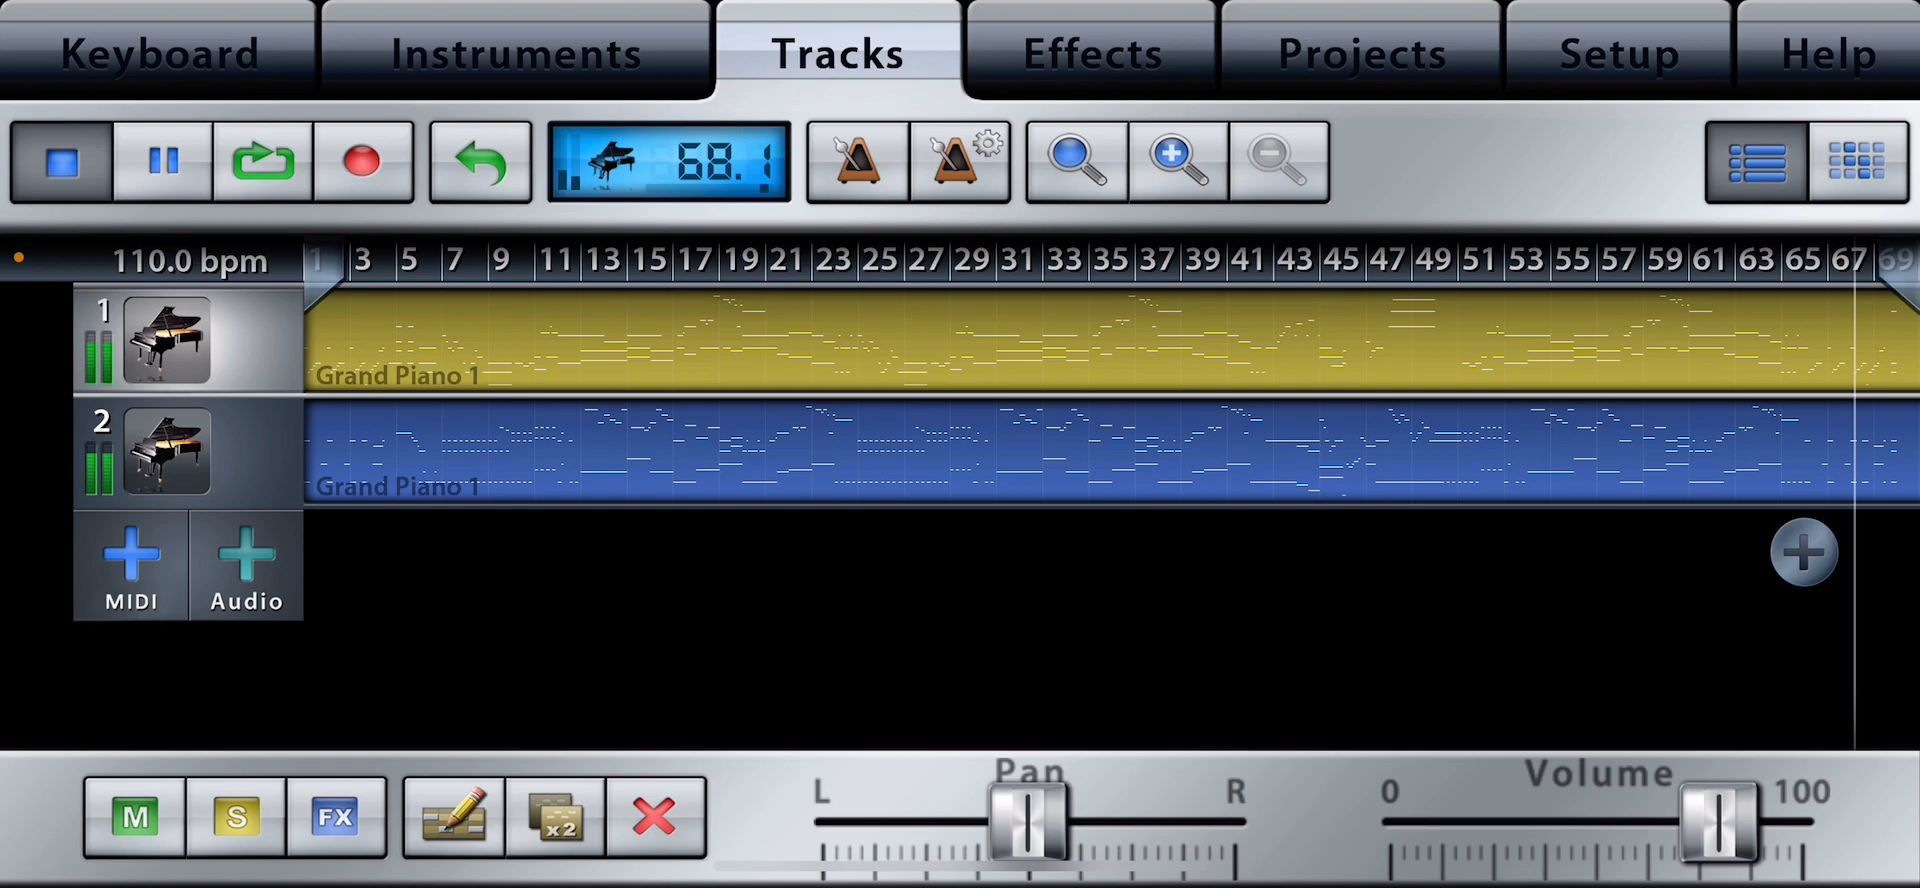 Keyboard Instruments Tracks Effects Projects Setup Help
68.1
110.0 bpm 1 3 5 7 9 11 13 15 17 19 21 23 25 27 29 31 33 35 37 39 41 43 45 47 49 51 53 55 57 59 61 63 65 67 69
1
Grand Piano 1
2
Grand Piano 1
MIDI Audio
Pan Volume
L R 0 100
M S FX x2